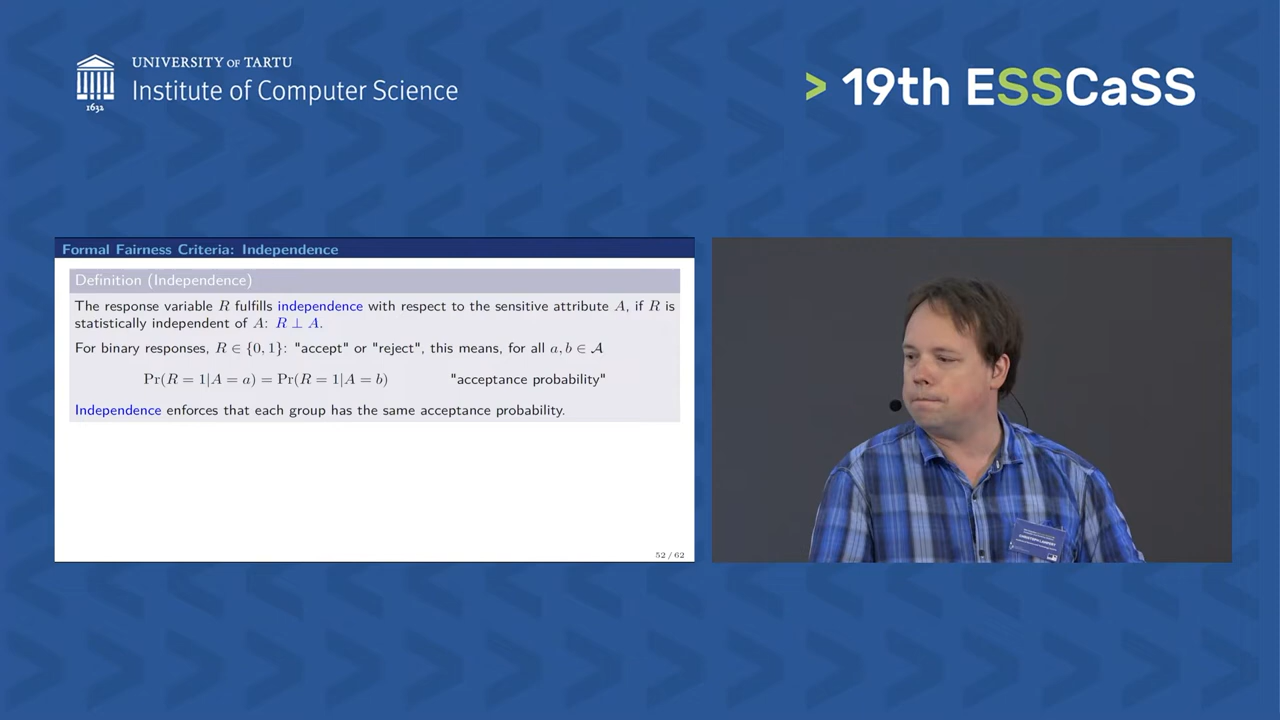 UNIVERSITY OF TARTU
Institute of Computer Science
1632
> 19th ESSCaSS
Formal Fairness Criteria: Independence
Definition (Independence)
The response variable R fulfills independence with respect to the sensitive attribute A, if R is
statistically independent of A: R ⊥ A.
For binary responses, R ∈ {0, 1}: "accept" or "reject", this means, for all a, b ∈ 𝒜
Pr(R = 1|A = a) = Pr(R = 1|A = b) "acceptance probability"
Independence enforces that each group has the same acceptance probability.
52 / 62
CHRISTOPH LAMPERT